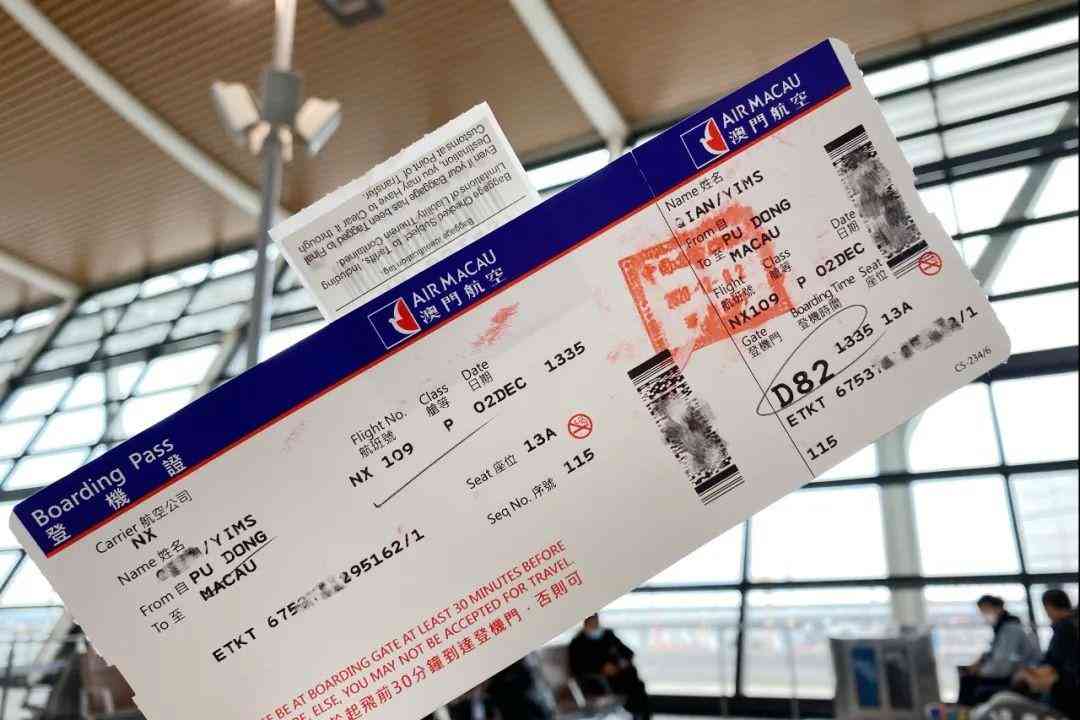 Baggage Checked Subject to Tariffs, Including
Limitations of Liability Therein Contained.
Even if your Baggage has been Tagged to Final
Destination, you may Have to Clear it through
Customs at Point of Transfer.
Baggage Identification Tag
AIR MACAU
澳門航空
Boarding Pass
登機證
Carrier 航空公司
NX
Name 姓名
/YIMS
From 自 PU DONG
To 至 MACAU
ETKT 675 295162/1
Flight No. Class Date
航班號 艙等 日期
NX 109 P 02DEC 1335
Seat 座位 13A
Seq No. 序號 115
BE AT BOARDING GATE AT LEAST 30 MINUTES BEFORE
ELSE, YOU MAY NOT BE ACCEPTED FOR TRAVEL.
起飛前30分鐘到達登機門，否則可
AIR MACAU
澳門航空
Name 姓名
IAN/YIMS
From 自 PU DONG
To 至 MACAU
Flight Class Date
航班號 艙等 日期
NX109 P 02DEC
Gate Boarding Time Seat
登機門 登機時間 座位
D82 1335 13A
ETKT 6753 /1
115
CS-234/6